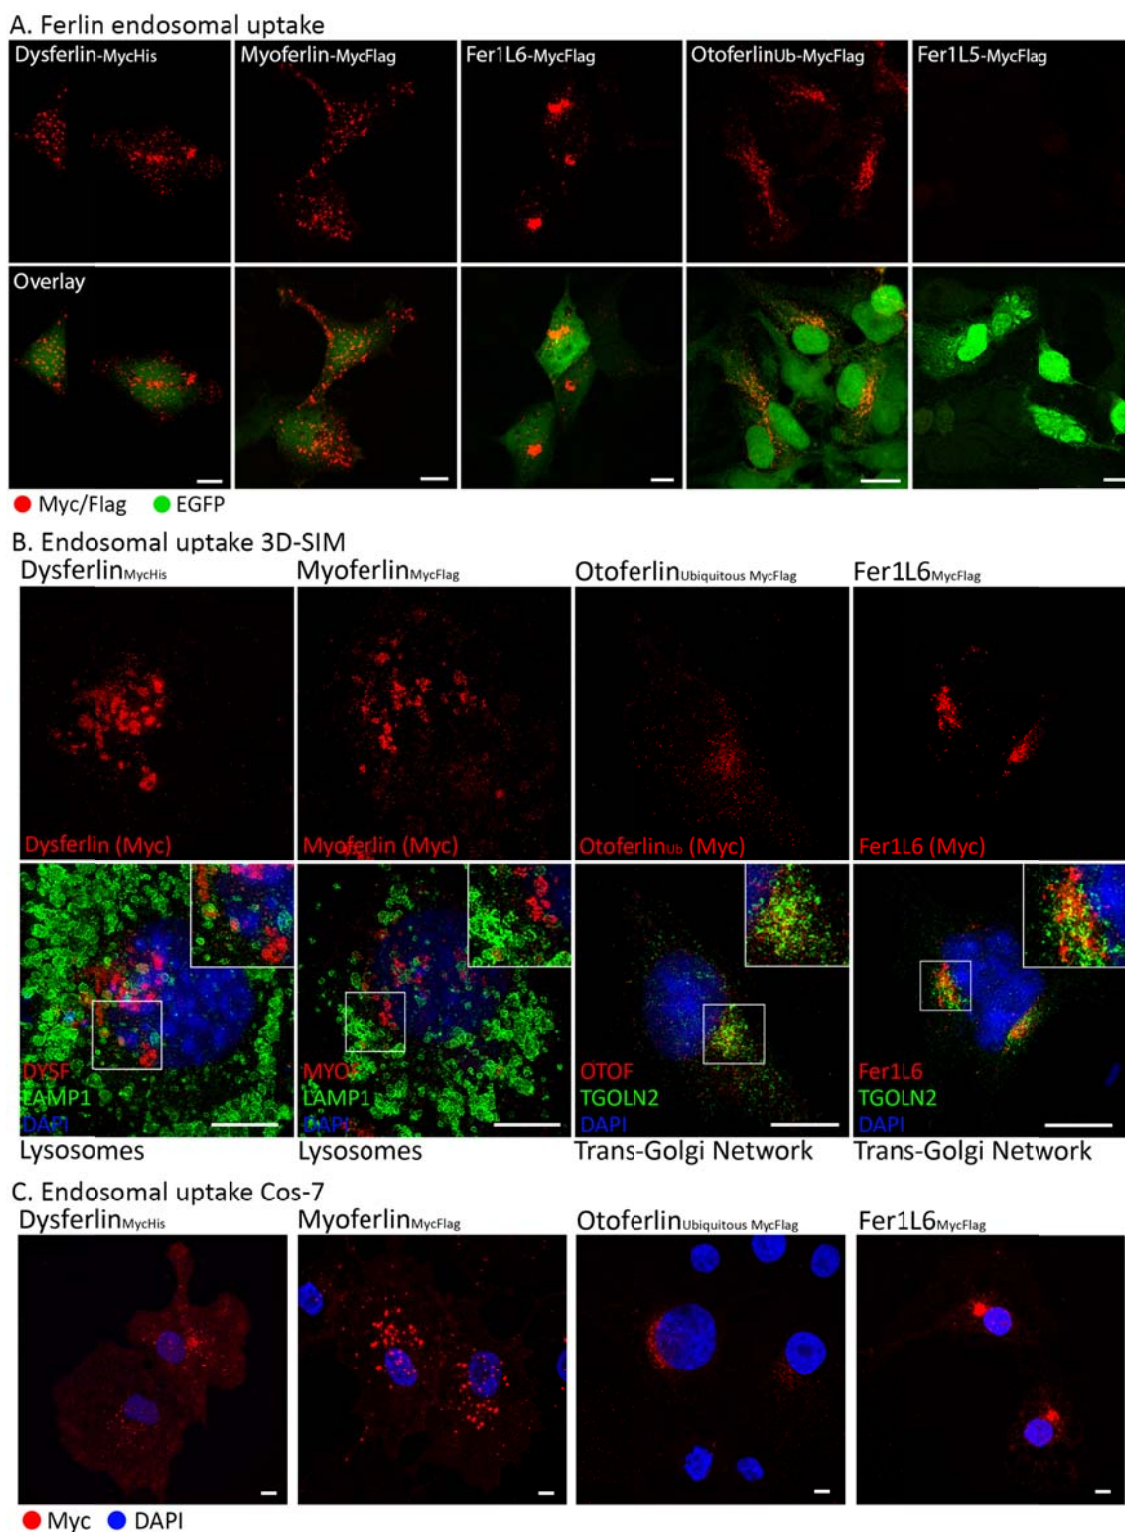 A. Ferlin endosomal uptake
Dysferlin-MycHis Myoferlin-MycFlag Fer1L6-MycFlag OtoferlinUb-MycFlag Fer1L5-MycFlag
Overlay
Myc/Flag EGFP
B. Endosomal uptake 3D-SIM
DysferlinMycHis MyoferlinMycFlag OtoferlinUbiquitous MycFlag Fer1L6MycFlag
Dysferlin (Myc) Myoferlin (Myc) OtoferlinUb (Myc) Fer1L6 (Myc)
DYSF MYOF OTOF Fer1L6
LAMP1 LAMP1 TGOLN2 TGOLN2
DAPI DAPI DAPI DAPI
Lysosomes Lysosomes Trans-Golgi Network Trans-Golgi Network
C. Endosomal uptake Cos-7
DysferlinMycHis MyoferlinMycFlag OtoferlinUbiquitous MycFlag Fer1L6MycFlag
Myc DAPI